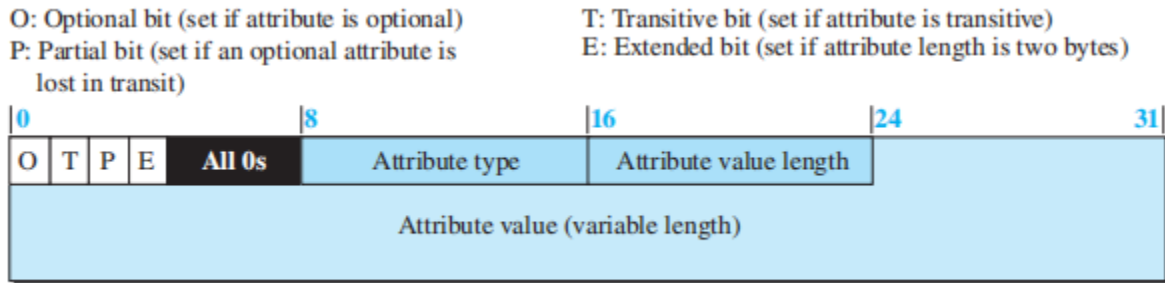 O: Optional bit (set if attribute is optional)
P: Partial bit (set if an optional attribute is
lost in transit)
T: Transitive bit (set if attribute is transitive)
E: Extended bit (set if attribute length is two bytes)
0 8 16 24 31
O T P E All 0s Attribute type Attribute value length
Attribute value (variable length)